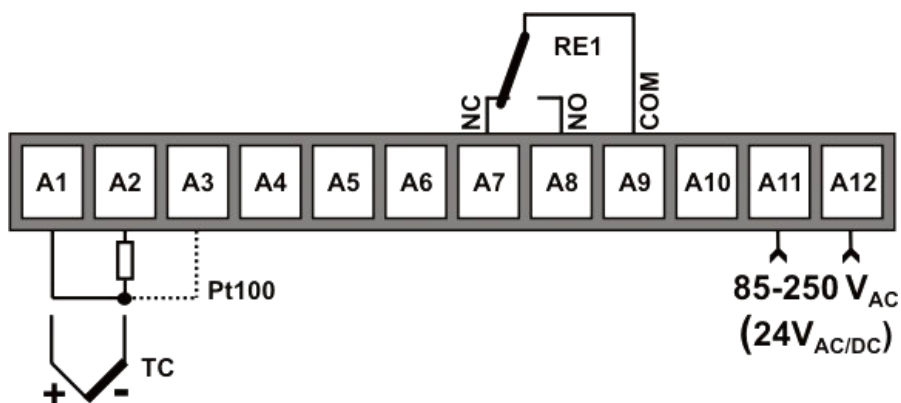 RE1
NC
NO
COM
A1 A2 A3 A4 A5 A6 A7 A8 A9 A10 A11 A12
Pt100
85-250 VAC
(24VAC/DC)
TC
+ -